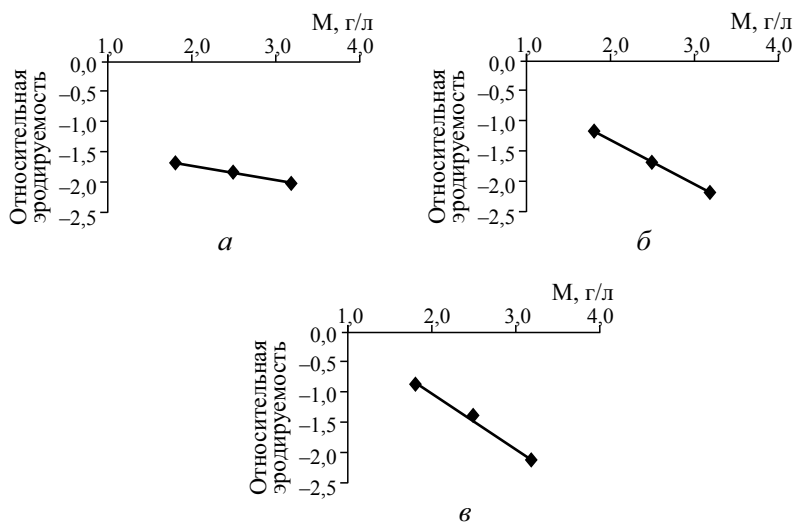 М, г/л
1,0 2,0 3,0 4,0
0,0
–0,5
–1,0
–1,5
–2,0
–2,5
Относительная
эродируемость
а
М, г/л
1,0 2,0 3,0 4,0
0,0
–0,5
–1,0
–1,5
–2,0
–2,5
Относительная
эродируемость
б
М, г/л
1,0 2,0 3,0 4,0
0,0
–0,5
–1,0
–1,5
–2,0
–2,5
Относительная
эродируемость
в